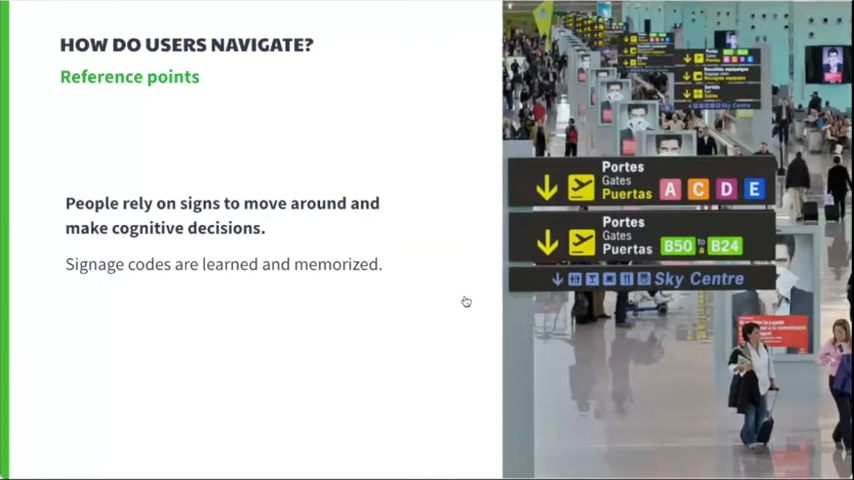 HOW DO USERS NAVIGATE?
Reference points
People rely on signs to move around and
make cognitive decisions.
Signage codes are learned and memorized.
Portes
Gates
Puertas A C D E
Portes
Gates
Puertas B50 to a B24
Sky Centre